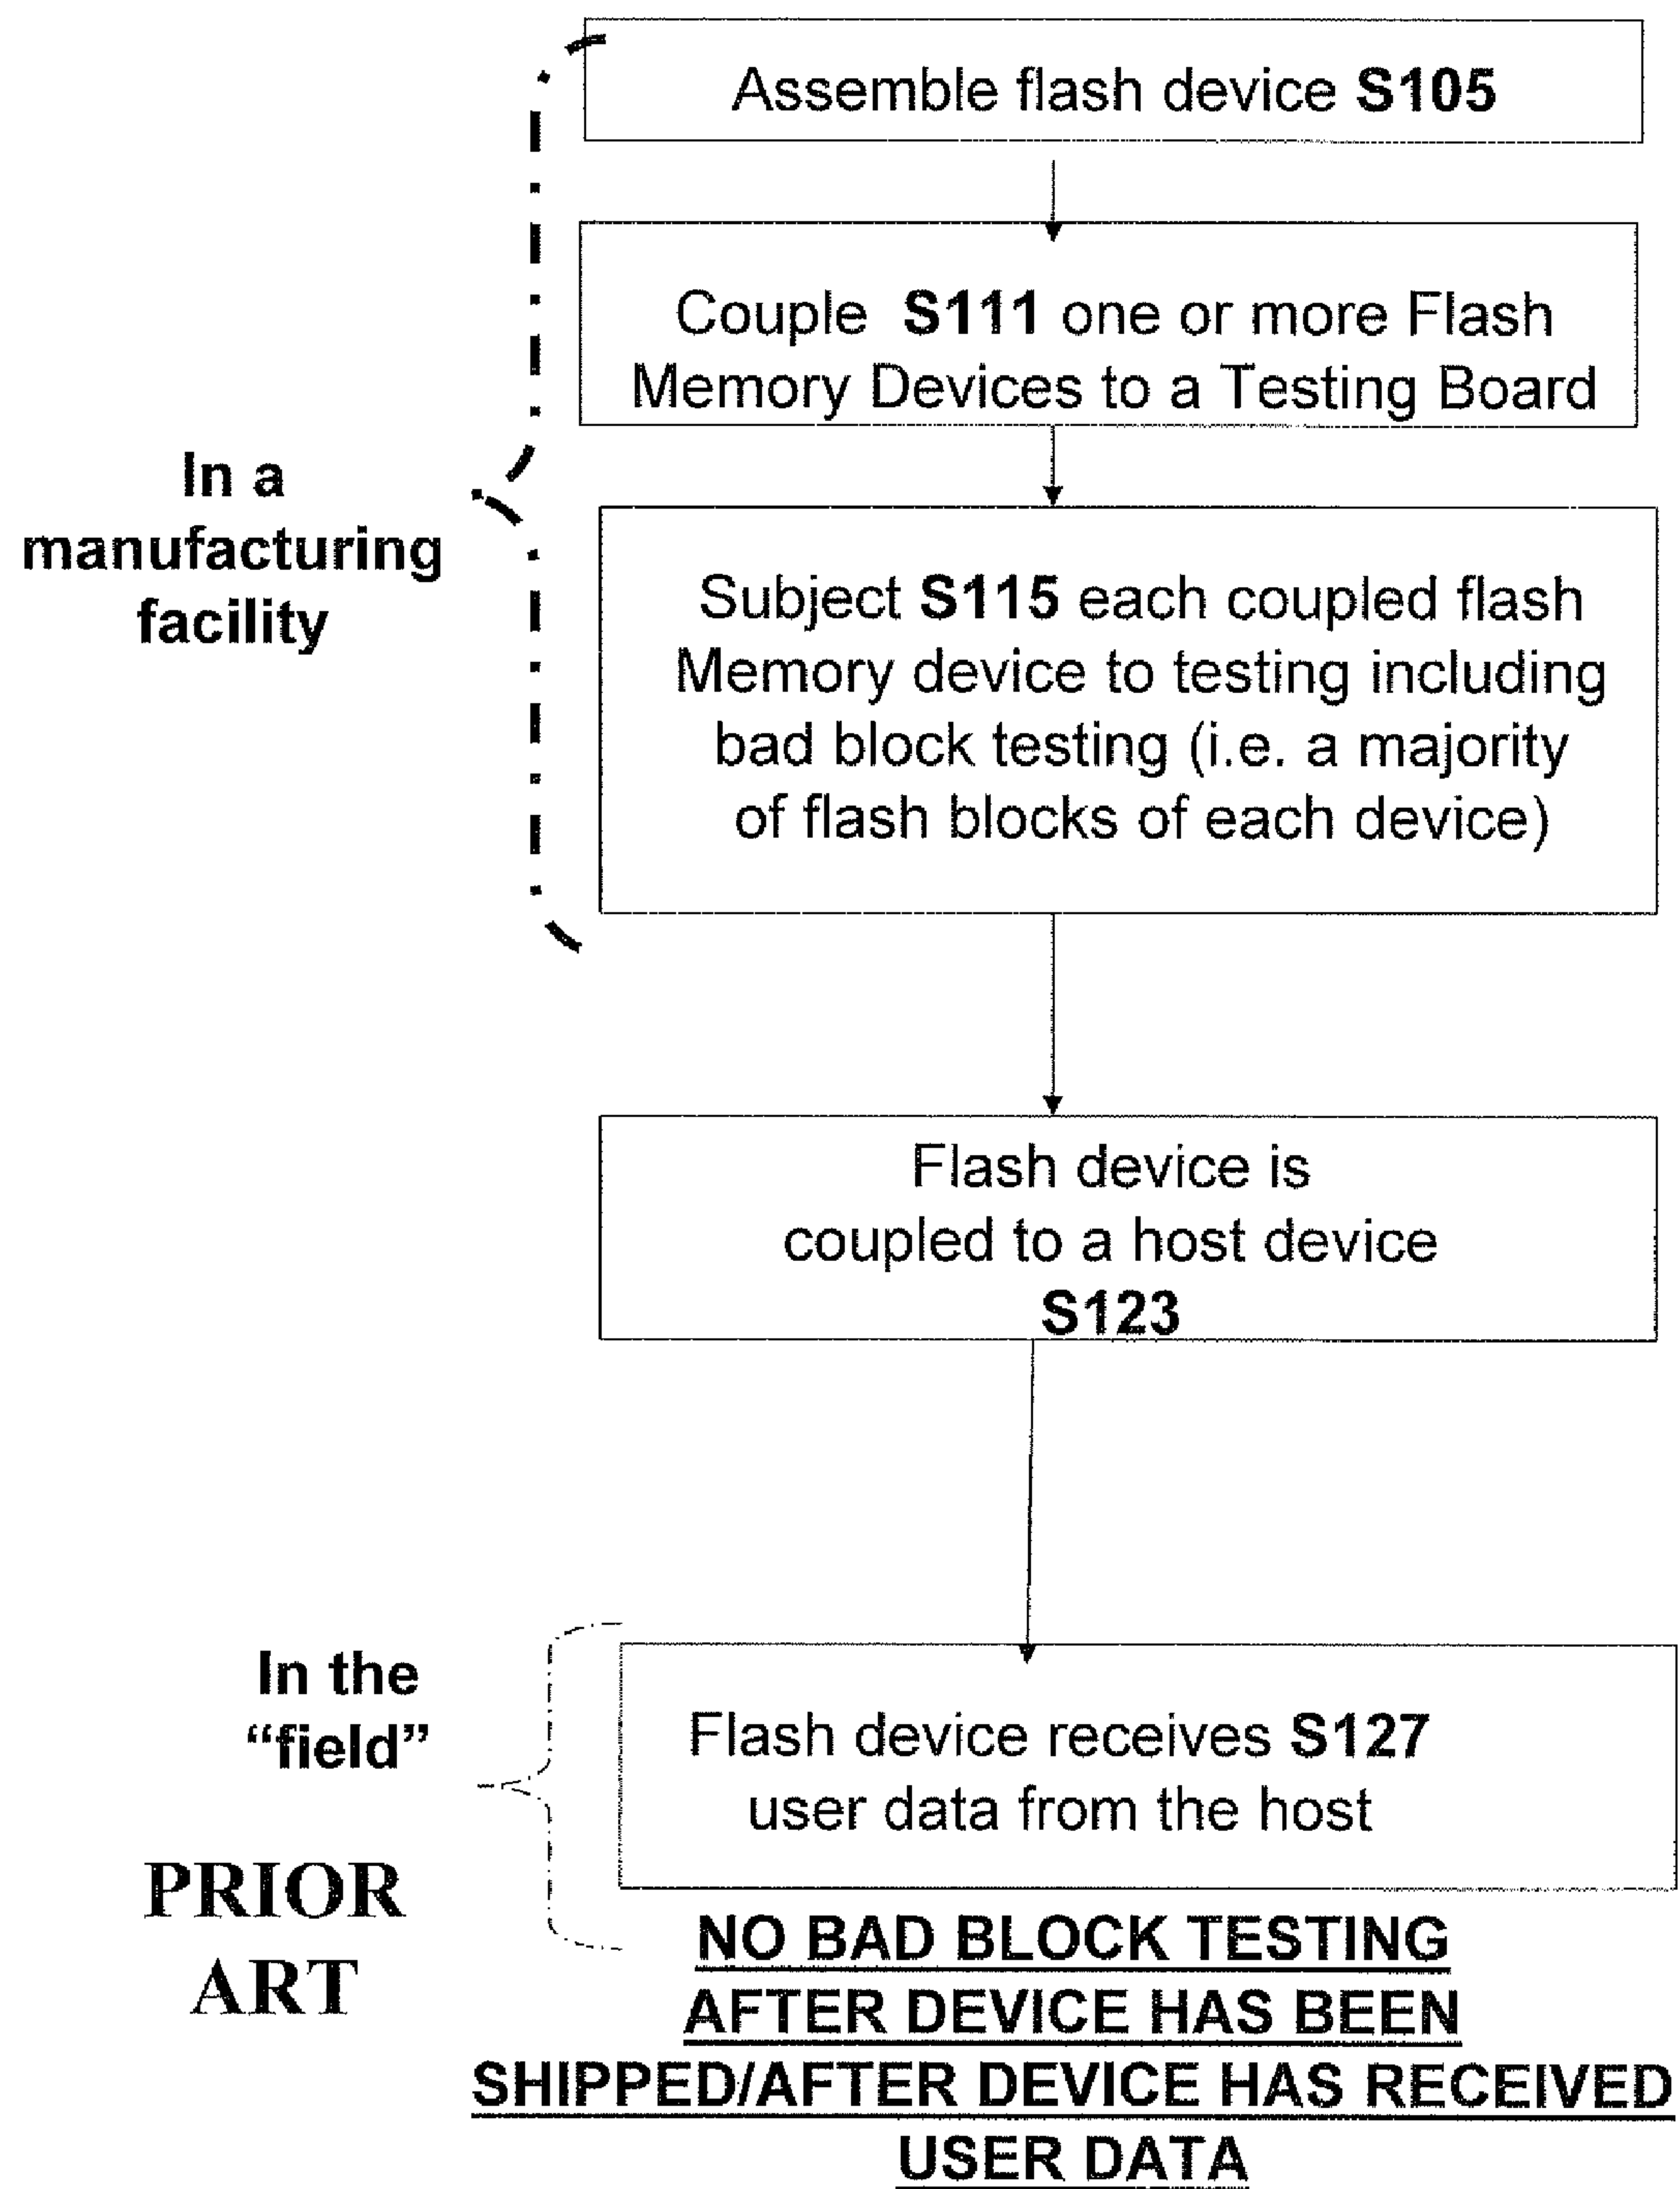 Assemble flash device S105
Couple S111 one or more Flash
Memory Devices to a Testing Board
In a
manufacturing
facility
Subject S115 each coupled flash
Memory device to testing including
bad block testing (i.e. a majority
of flash blocks of each device)
Flash device is
coupled to a host device
S123
In the
“field”
Flash device receives S127
user data from the host
PRIOR
ART
NO BAD BLOCK TESTING
AFTER DEVICE HAS BEEN
SHIPPED/AFTER DEVICE HAS RECEIVED
USER DATA